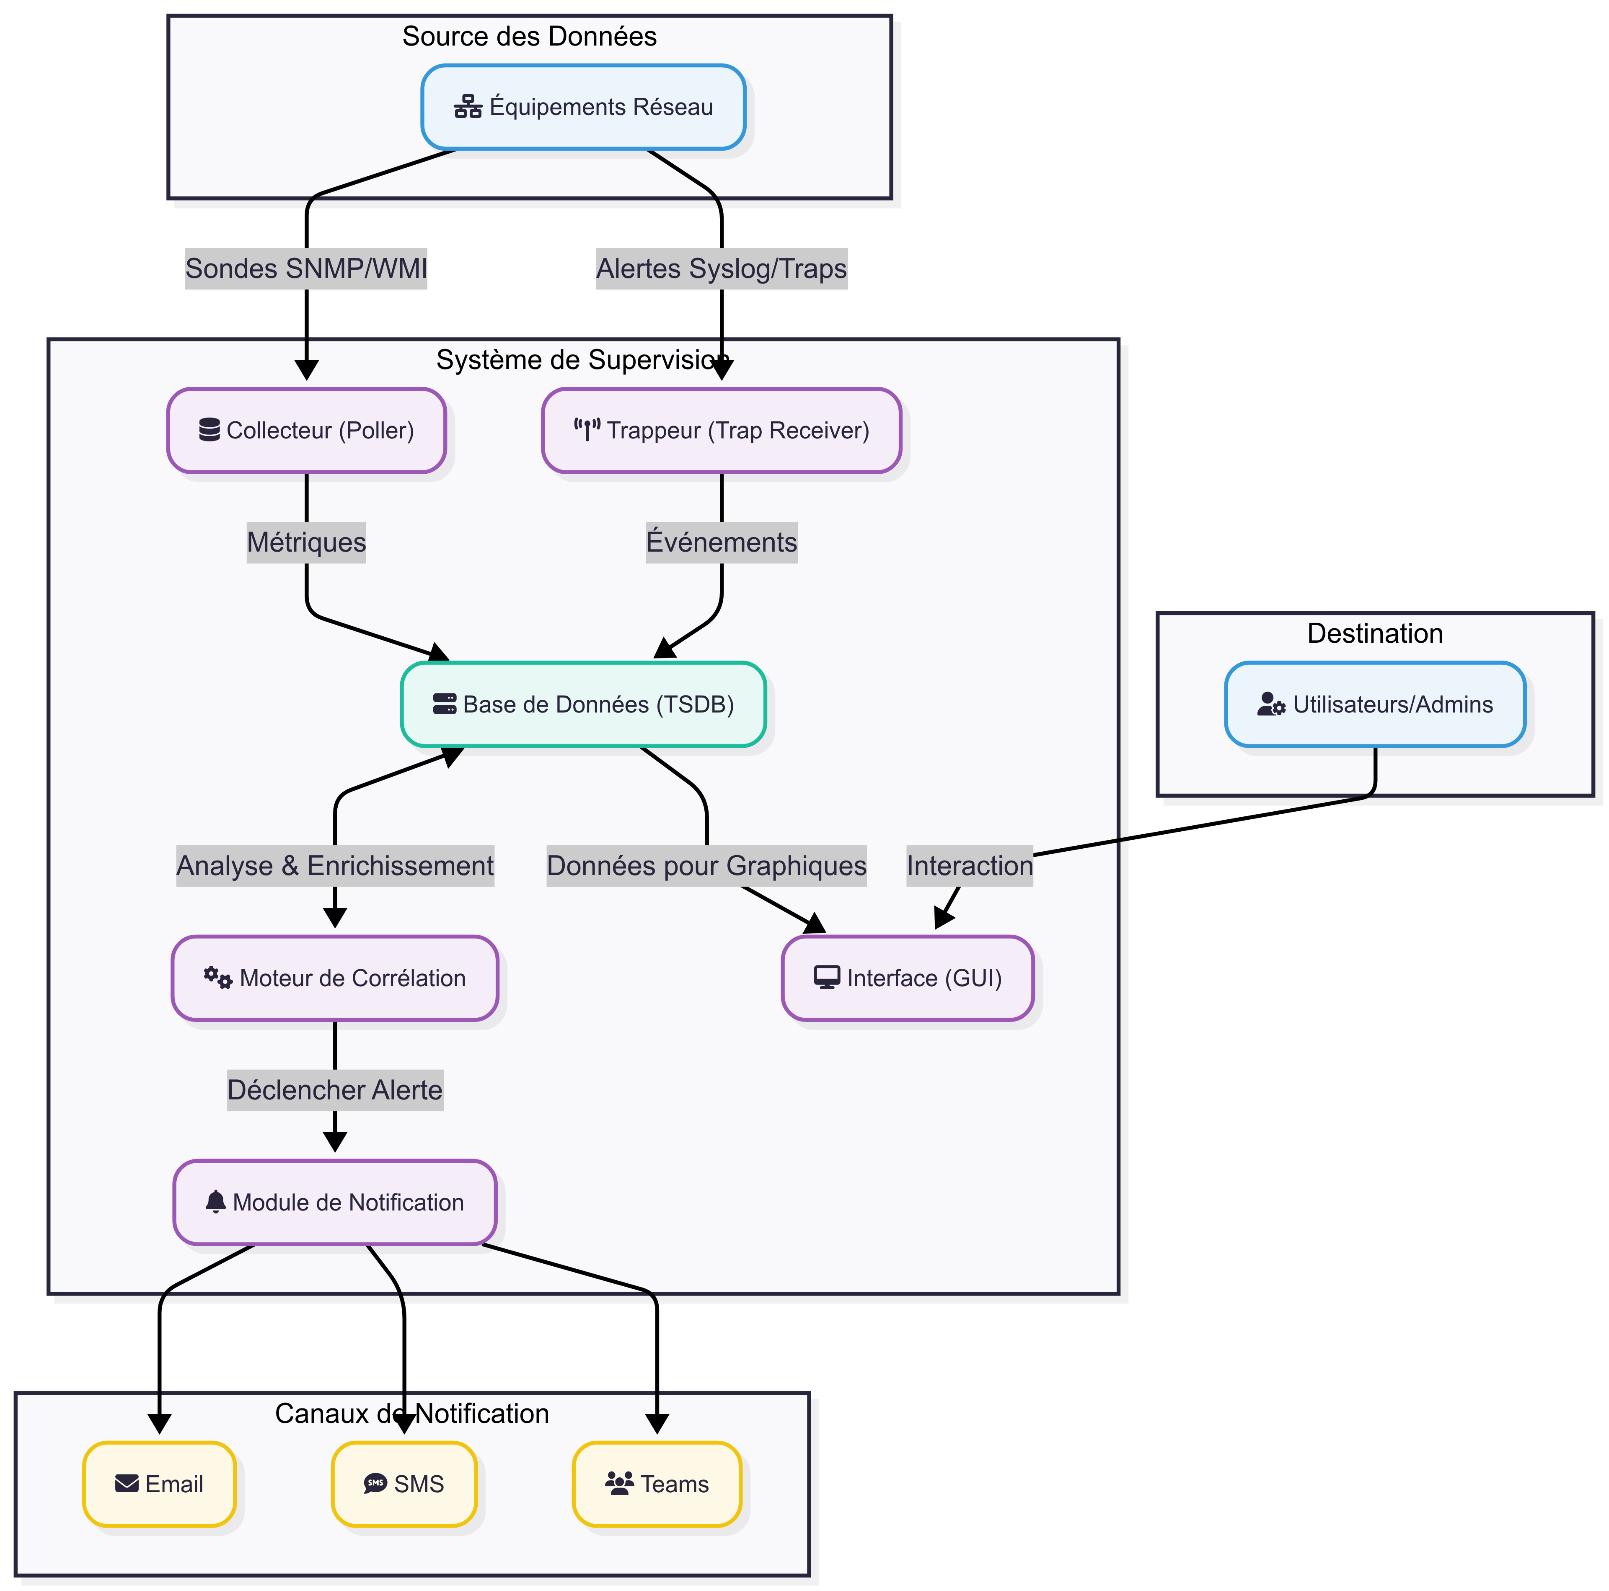 Source des Données
Équipements Réseau
Sondes SNMP/WMI
Alertes Syslog/Traps
Système de Supervision
Collecteur (Poller)
Trappeur (Trap Receiver)
Métriques
Événements
Destination
Base de Données (TSDB)
Utilisateurs/Admins
Analyse & Enrichissement
Données pour Graphiques
Interaction
Moteur de Corrélation
Interface (GUI)
Déclencher Alerte
Module de Notification
Canaux de Notification
Email
SMS
SMS
Teams